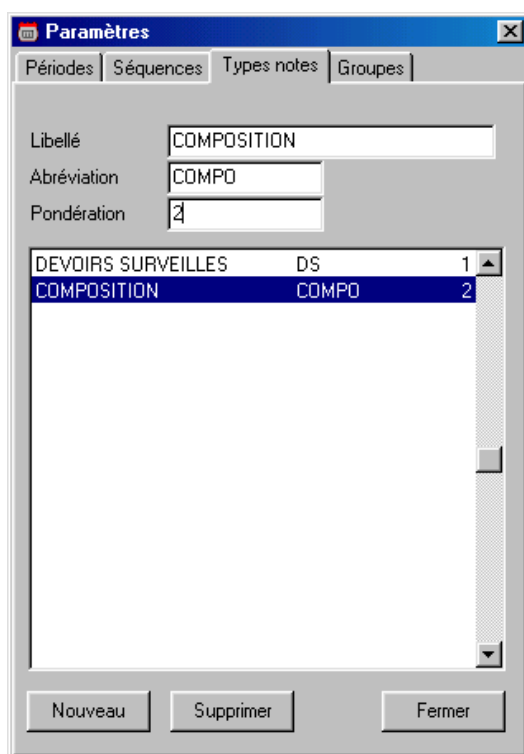 Paramètres
Périodes Séquences Types notes Groupes
Libellé COMPOSITION
Abréviation COMPO
Pondération 2
DEVOIRS SURVEILLES DS 1
COMPOSITION COMPO 2
Nouveau Supprimer Fermer